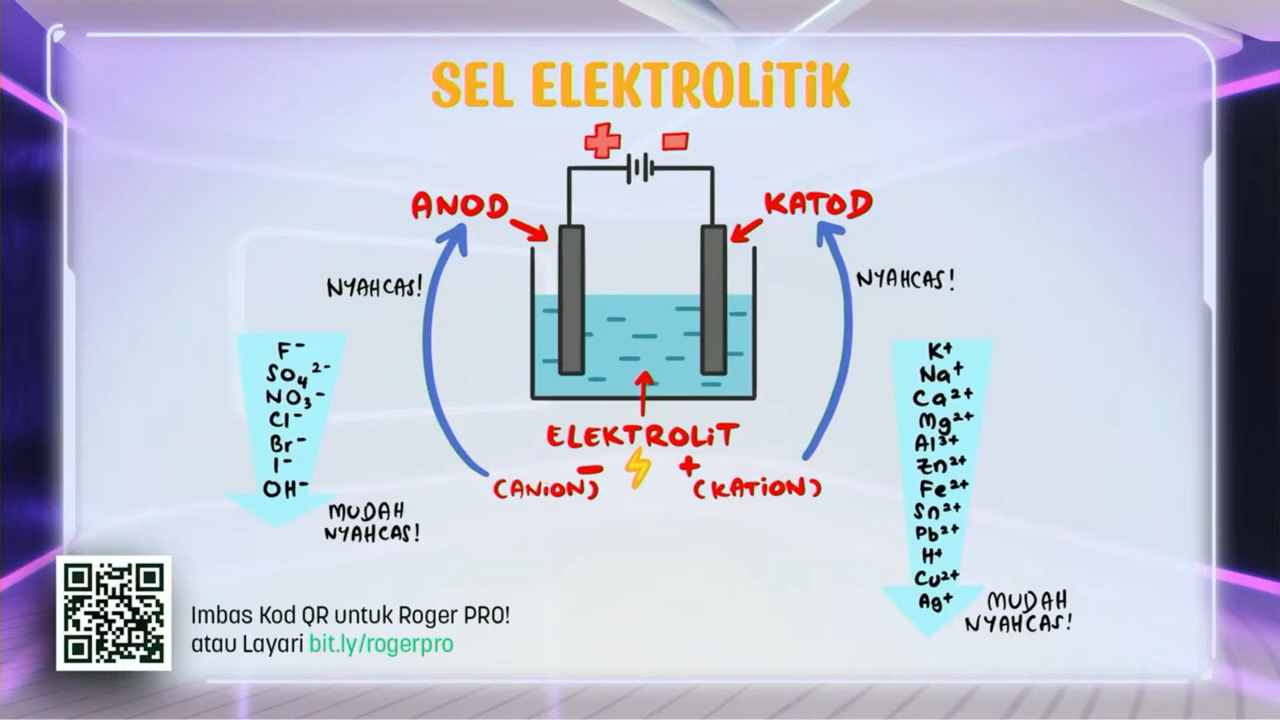 SEL ELEKTROLiTiK
+ -
ANOD
KATOD
NYAHCAS!
NYAHCAS!
F⁻
SO₄²⁻
NO₃⁻
Cl⁻
Br⁻
I⁻
OH⁻
MUDAH
NYAHCAS!
ELEKTROLiT
- +
(ANiON) (KATiON)
K⁺
Na⁺
Ca²⁺
Mg²⁺
Al³⁺
Zn²⁺
Fe²⁺
Sn²⁺
Pb²⁺
H⁺
Cu²⁺
Ag⁺
MUDAH
NYAHCAS!
Imbas Kod QR untuk Roger PRO!
atau Layari bit.ly/rogerpro